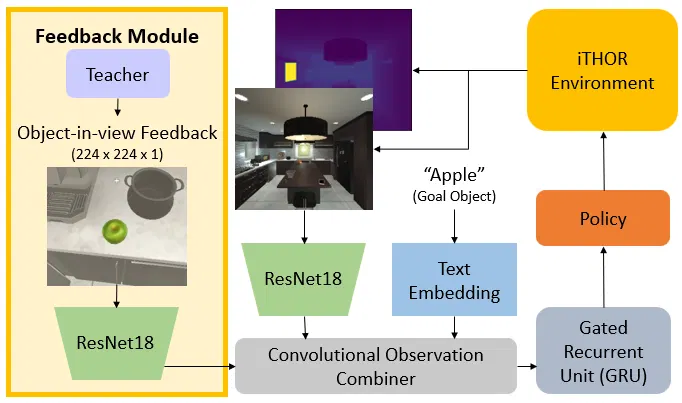 Feedback Module
Teacher
Object-in-view Feedback
(224 x 224 x 1)
ResNet18
"Apple"
(Goal Object)
ResNet18
Text
Embedding
Convolutional Observation
Combiner
Gated
Recurrent
Unit (GRU)
Policy
iTHOR
Environment